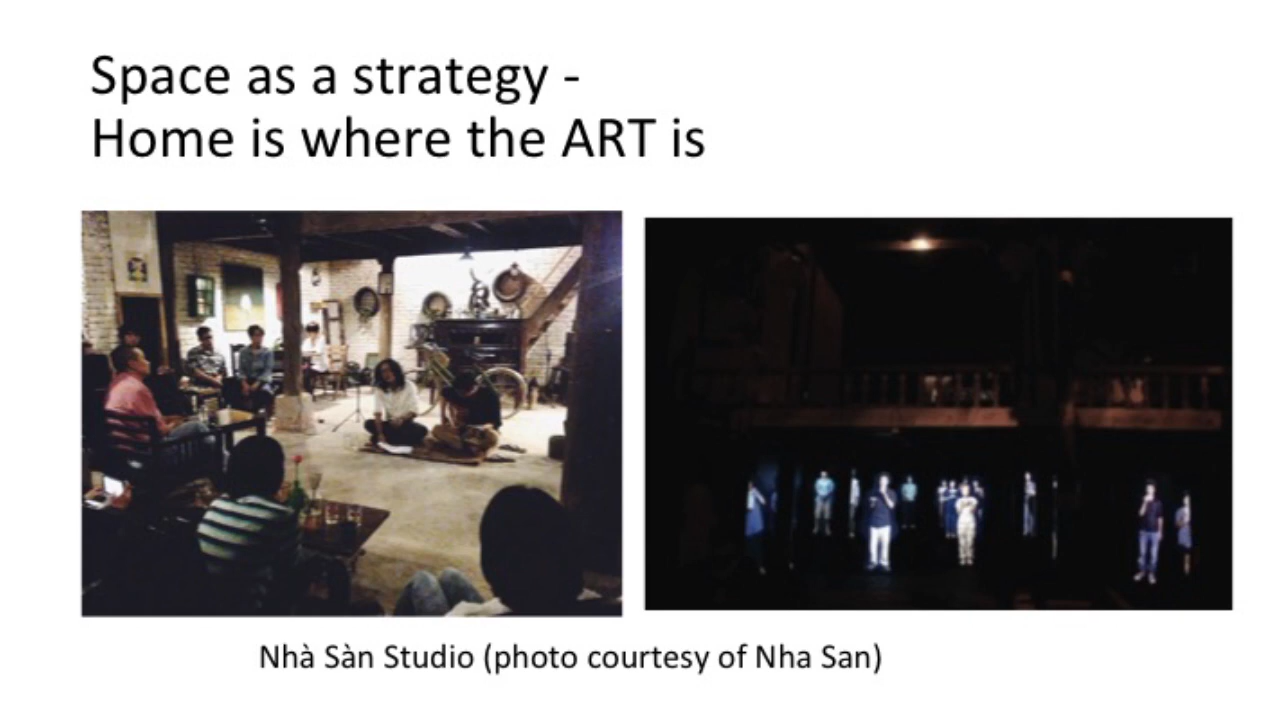 Space as a strategy -
Home is where the ART is
Nhà Sàn Studio (photo courtesy of Nha San)